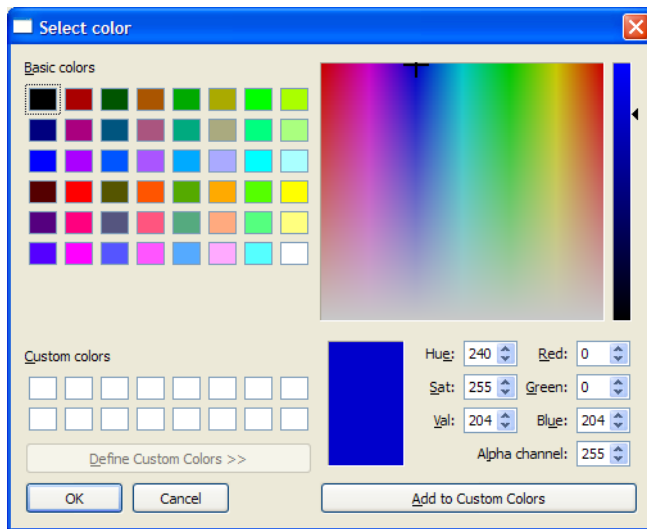 Select color
Basic colors
Custom colors
Define Custom Colors >>
OK Cancel
Hue: 240 Red: 0
Sat: 255 Green: 0
Val: 204 Blue: 204
Alpha channel: 255
Add to Custom Colors